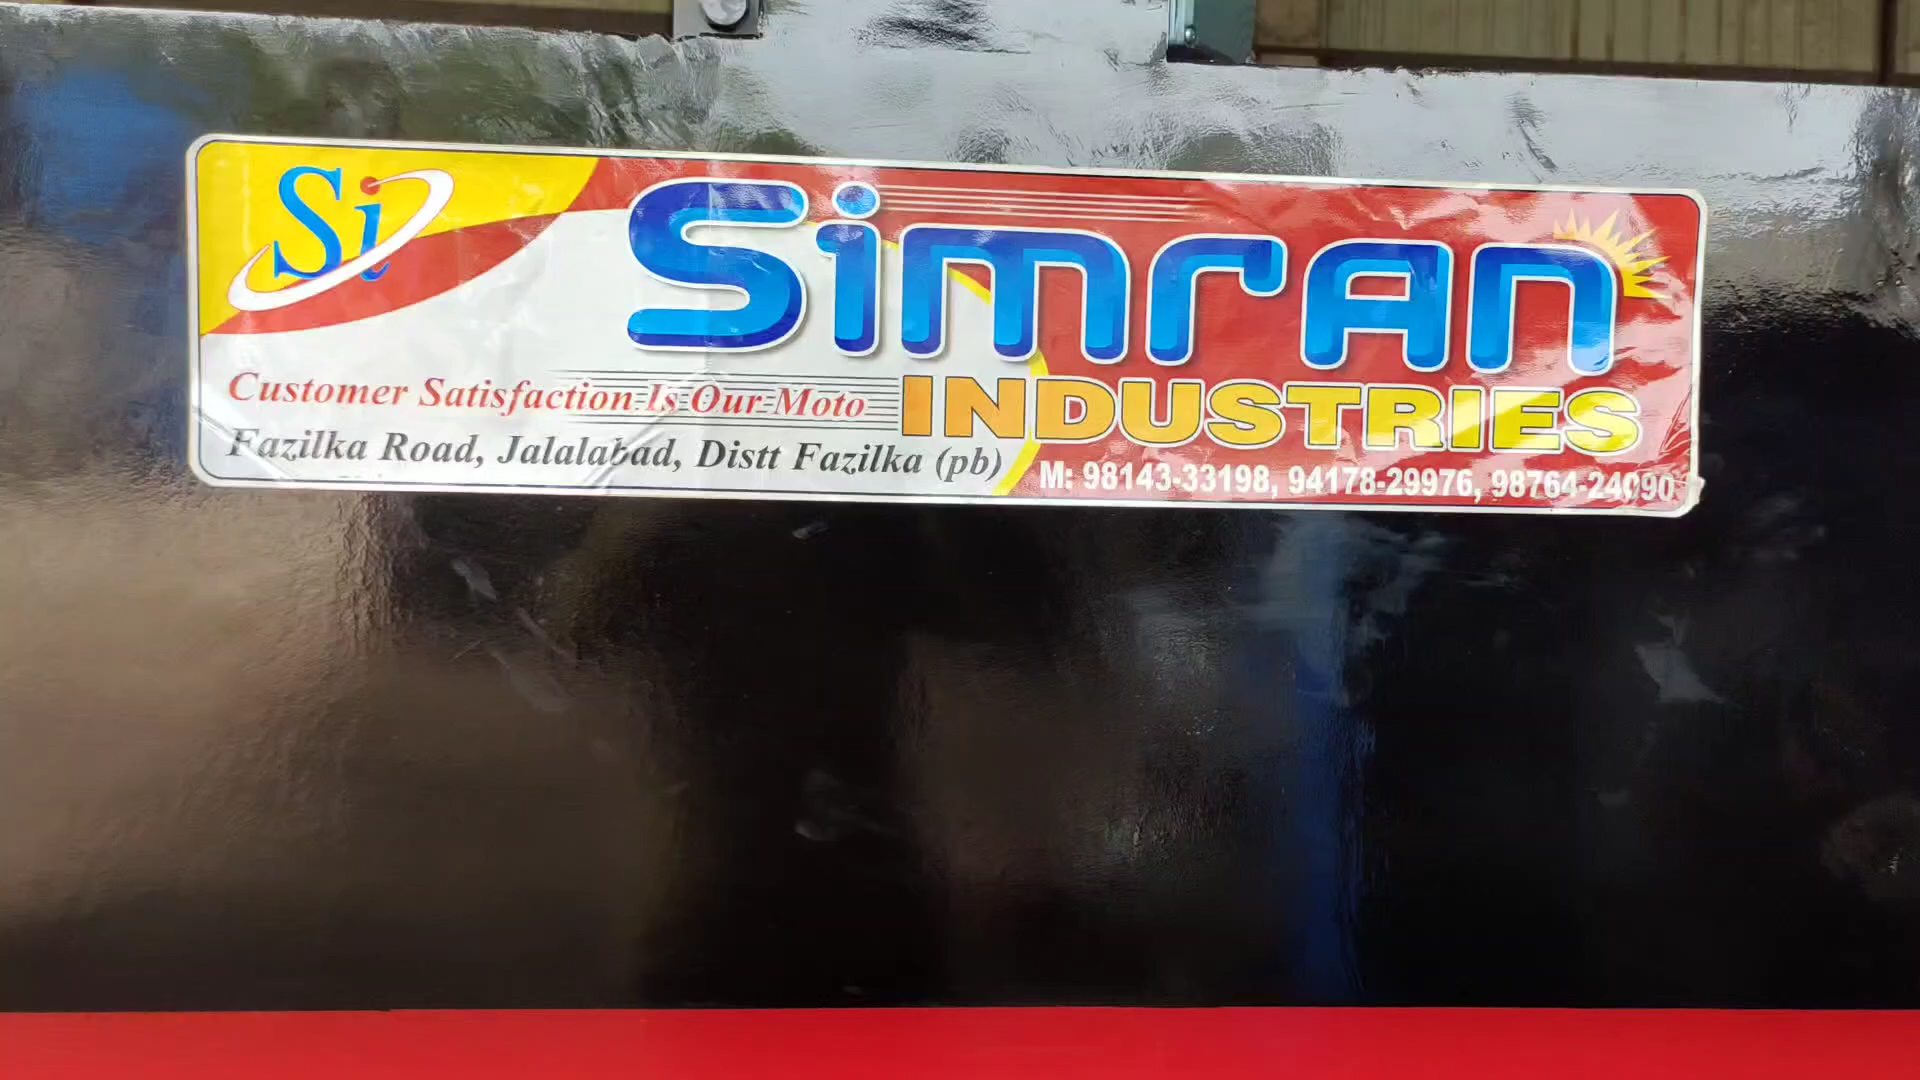 Si
Simran
INDUSTRIES
Customer Satisfaction Is Our Moto
Fazilka Road, Jalalabad, Distt Fazilka (pb)
M: 98143-33198, 94178-29976, 98764-24090